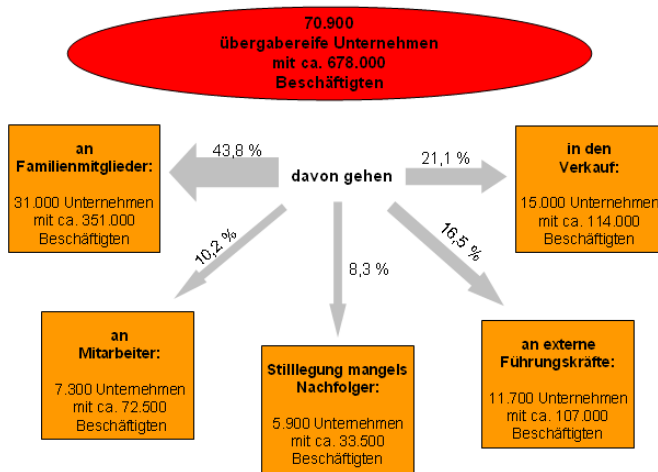 70.900
übergabereife Unternehmen
mit ca. 678.000
Beschäftigten
an
Familienmitglieder:
31.000 Unternehmen
mit ca. 351.000
Beschäftigten
43,8 %
davon gehen
21,1 %
in den
Verkauf:
15.000 Unternehmen
mit ca. 114.000
Beschäftigten
10,2 %
8,3 %
16,5 %
an
Mitarbeiter:
7.300 Unternehmen
mit ca. 72.500
Beschäftigten
Stilllegung mangels
Nachfolger:
5.900 Unternehmen
mit ca. 33.500
Beschäftigten
an externe
Führungskräfte:
11.700 Unternehmen
mit ca. 107.000
Beschäftigten